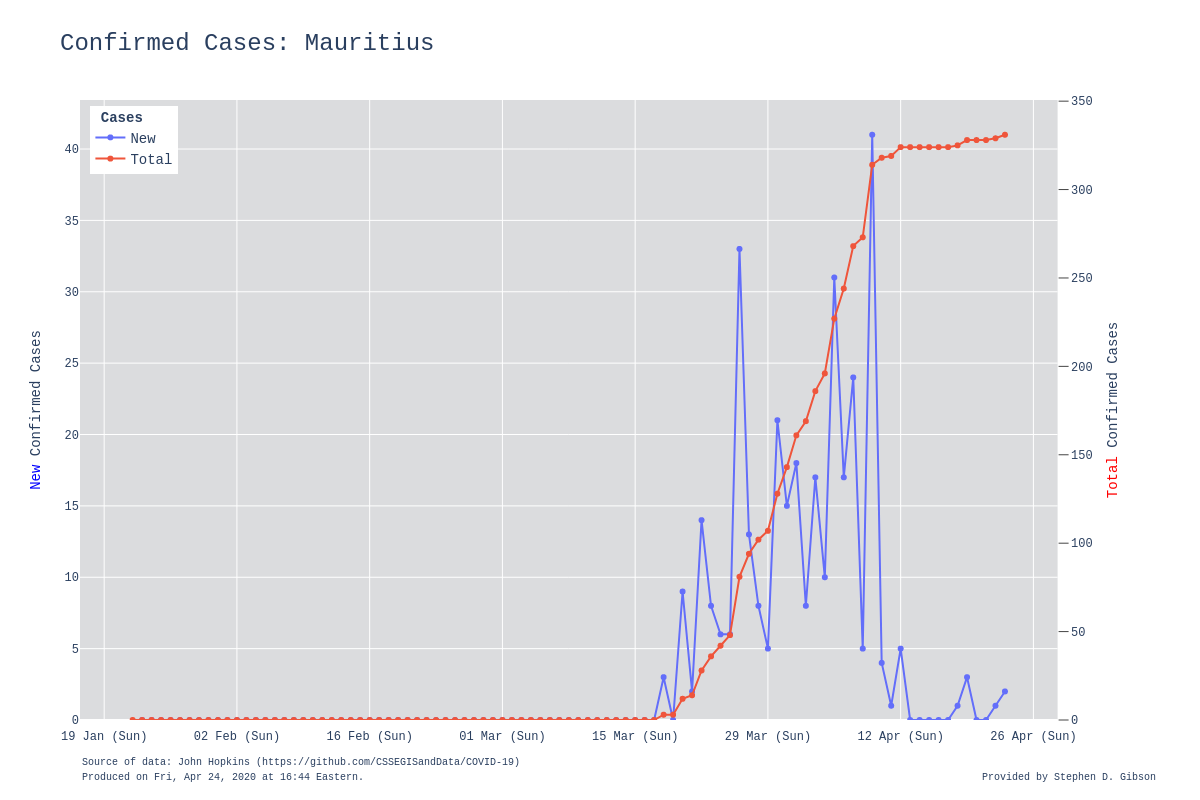 Confirmed Cases: Mauritius
Cases
New
Total
40
35
30
25
20
15
10
5
0
350
300
250
200
150
100
50
0
New Confirmed Cases
Total Confirmed Cases
19 Jan (Sun) 02 Feb (Sun) 16 Feb (Sun) 01 Mar (Sun) 15 Mar (Sun) 29 Mar (Sun) 12 Apr (Sun) 26 Apr (Sun)
Source of data: John Hopkins (https://github.com/CSSEGISandData/COVID-19)
Produced on Fri, Apr 24, 2020 at 16:44 Eastern.
Provided by Stephen D. Gibson